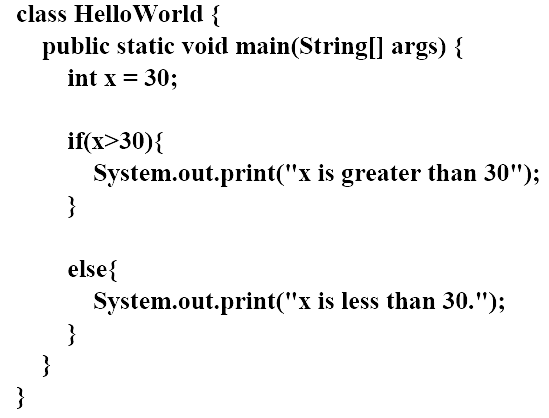 class HelloWorld {
public static void main(String[] args) {
int x = 30;
if(x>30){
System.out.print("x is greater than 30");
}
else{
System.out.print("x is less than 30.");
}
}
}